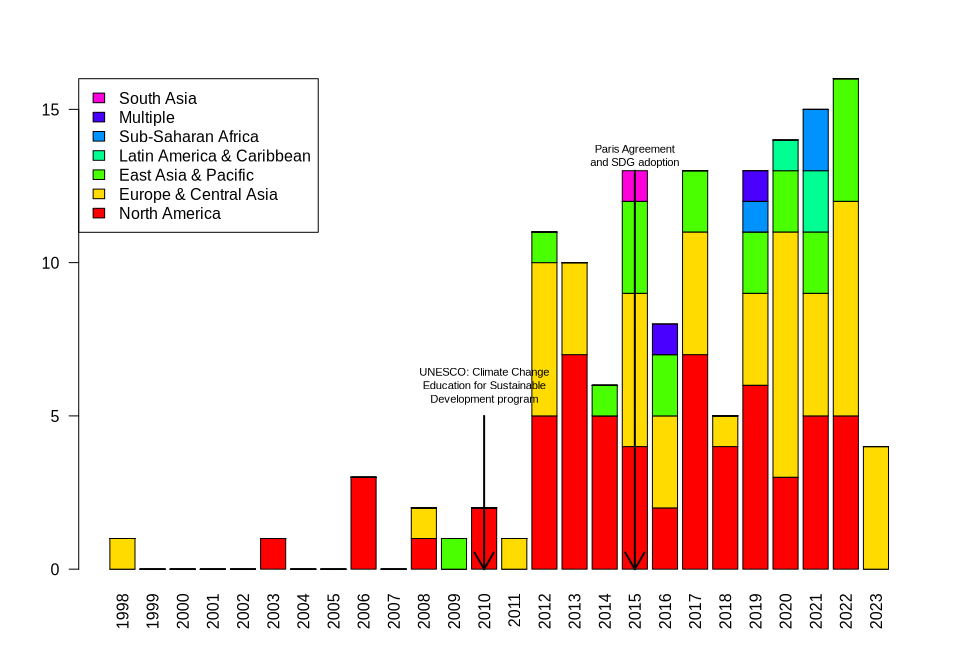 15
10
5
0
South Asia
Multiple
Sub-Saharan Africa
Latin America & Caribbean
East Asia & Pacific
Europe & Central Asia
North America
Paris Agreement
and SDG adoption
UNESCO: Climate Change
Education for Sustainable
Development program
1998
1999
2000
2001
2002
2003
2004
2005
2006
2007
2008
2009
2010
2011
2012
2013
2014
2015
2016
2017
2018
2019
2020
2021
2022
2023